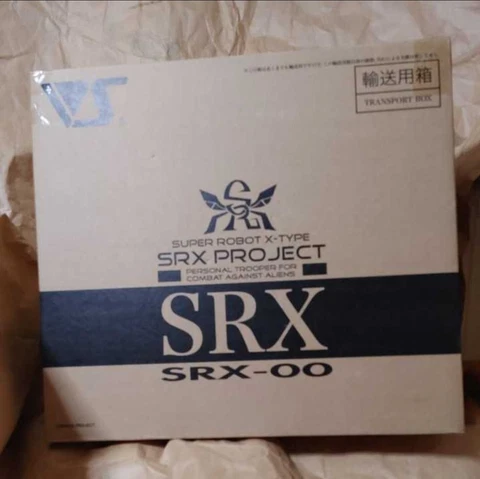 輸送用箱
TRANSPORT BOX
SUPER ROBOT X-TYPE
SRX PROJECT
PERSONAL TROOPER FOR
COMBAT AGAINST ALIENS
SRX
SRX-00